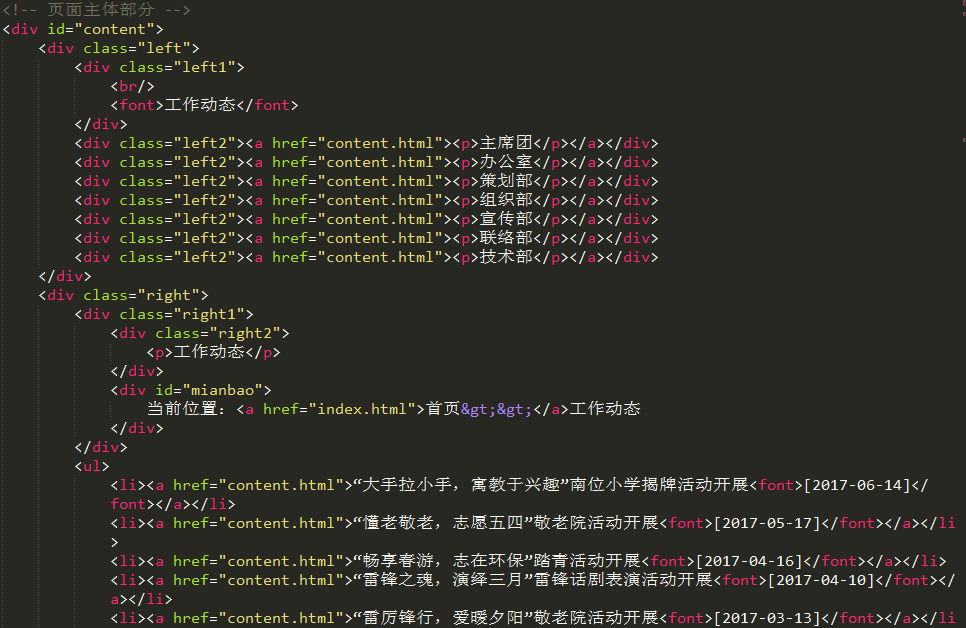 <!-- 页面主体部分 -->
<div id="content">
<div class="left">
<div class="left1">
<br/>
<font>工作动态</font>
</div>
<div class="left2"><a href="content.html"><p>主席团</p></a></div>
<div class="left2"><a href="content.html"><p>办公室</p></a></div>
<div class="left2"><a href="content.html"><p>策划部</p></a></div>
<div class="left2"><a href="content.html"><p>组织部</p></a></div>
<div class="left2"><a href="content.html"><p>宣传部</p></a></div>
<div class="left2"><a href="content.html"><p>联络部</p></a></div>
<div class="left2"><a href="content.html"><p>技术部</p></a></div>
</div>
<div class="right">
<div class="right1">
<div class="right2">
<p>工作动态</p>
</div>
<div id="mianbao">
当前位置：<a href="index.html">首页&gt;&gt;</a>工作动态
</div>
</div>
<ul>
<li><a href="content.html">“大手拉小手，寓教于兴趣”南位小学揭牌活动开展<font>[2017-06-14]</
font></a></li>
<li><a href="content.html">“懂老敬老，志愿五四”敬老院活动开展<font>[2017-05-17]</font></a></li
>
<li><a href="content.html">“畅享春游，志在环保”踏青活动开展<font>[2017-04-16]</font></a></li>
<li><a href="content.html">“雷锋之魂，演绎三月”雷锋话剧表演活动开展<font>[2017-04-10]</font></
a></li>
<li><a href="content.html">“雷厉锋行，爱暖夕阳”敬老院活动开展<font>[2017-03-13]</font></a></li